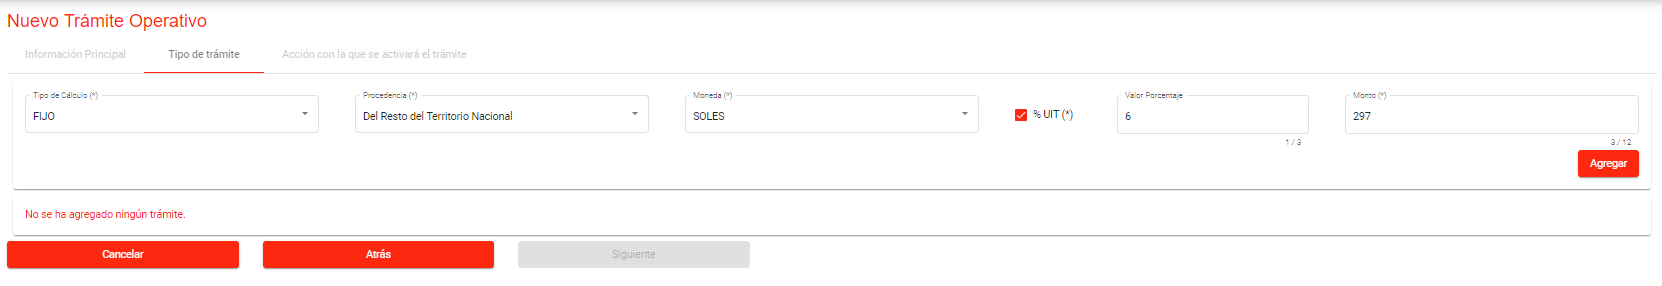 Nuevo Trámite Operativo
Información Principal
Tipo de trámite
Acción con la que se activará el trámite
Tipo de Cálculo (*)
FIJO
Procedencia (*)
Del Resto del Territorio Nacional
Moneda (*)
SOLES
% UIT (*)
Valor Porcentaje
6
1 / 3
Monto (*)
297
3 / 12
Agregar
No se ha agregado ningún trámite.
Cancelar
Atrás
Siguiente